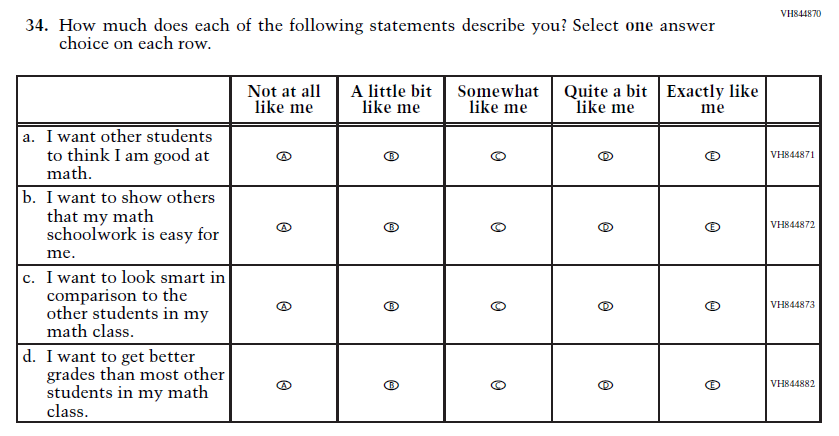 VH844870
34. How much does each of the following statements describe you? Select one answer
choice on each row.
Not at all like me A little bit like me Somewhat like me Quite a bit like me Exactly like me
a. I want other students
to think I am good at
math.
A B C D E VH844871
b. I want to show others
that my math
schoolwork is easy for
me.
A B C D E VH844872
c. I want to look smart in
comparison to the
other students in my
math class.
A B C D E VH844873
d. I want to get better
grades than most other
students in my math
class.
A B C D E VH844882